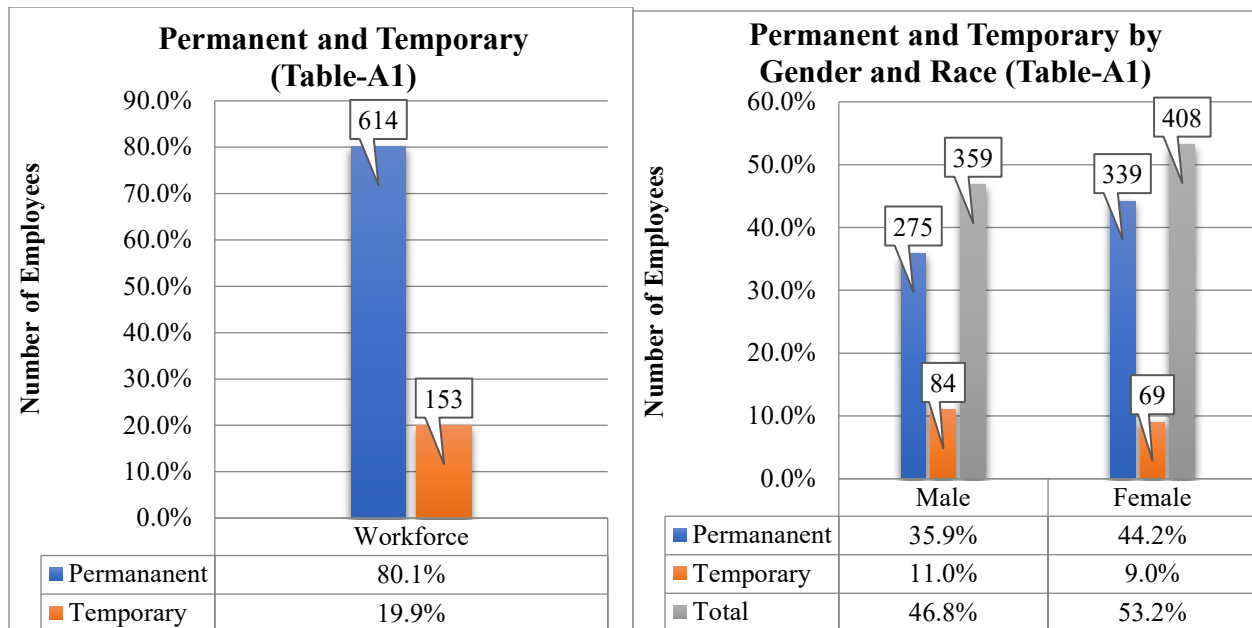 Permanent and Temporary
(Table-A1)
Number of Employees
90.0%
80.0%
70.0%
60.0%
50.0%
40.0%
30.0%
20.0%
10.0%
0.0%
614
153
Workforce
Permananent 80.1%
Temporary 19.9%
Permanent and Temporary by
Gender and Race (Table-A1)
Number of Employees
60.0%
50.0%
40.0%
30.0%
20.0%
10.0%
0.0%
275
84
359
339
69
408
Male Female
Permananent 35.9% 44.2%
Temporary 11.0% 9.0%
Total 46.8% 53.2%